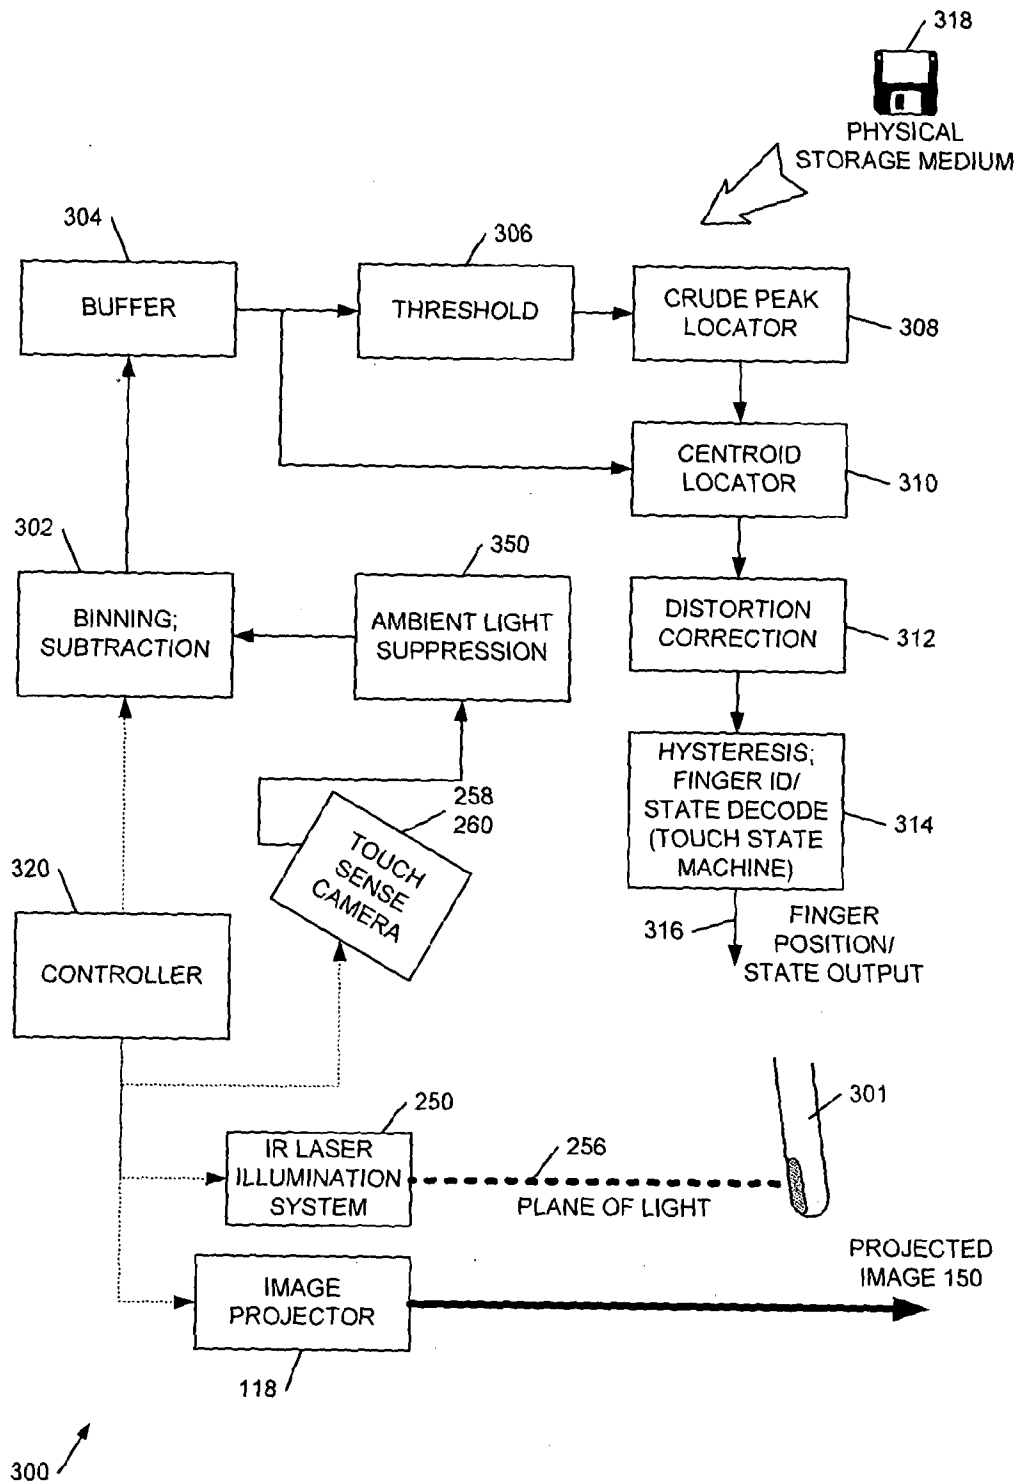 318
PHYSICAL
STORAGE MEDIUM
304
306
BUFFER
THRESHOLD
CRUDE PEAK
LOCATOR
308
CENTROID
LOCATOR
310
302
350
BINNING;
SUBTRACTION
AMBIENT LIGHT
SUPPRESSION
DISTORTION
CORRECTION
312
HYSTERESIS;
FINGER ID/
STATE DECODE
(TOUCH STATE
MACHINE)
314
258
260
TOUCH
SENSE
CAMERA
320
CONTROLLER
316
FINGER
POSITION/
STATE OUTPUT
250
IR LASER
ILLUMINATION
SYSTEM
256
PLANE OF LIGHT
301
PROJECTED
IMAGE 150
IMAGE
PROJECTOR
118
300